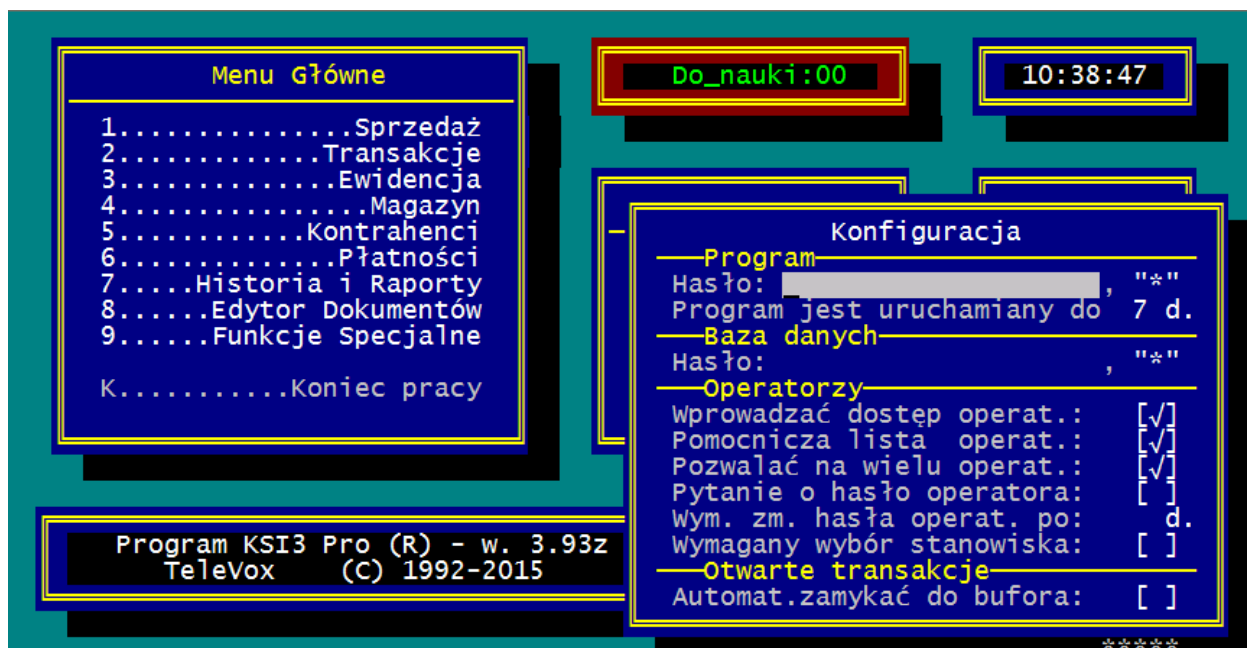 Menu Główne
1...............Sprzedaż
2.............Transakcje
3..............Ewidencja
4................Magazyn
5............Kontrahenci
6..............Płatności
7.....Historia i Raporty
8......Edytor Dokumentów
9......Funkcje Specjalne
K...........Koniec pracy
Do_nauki:00
10:38:47
Konfiguracja
Program
Hasło: , "*"
Program jest uruchamiany do 7 d.
Baza danych
Hasło: , "*"
Operatorzy
Wprowadzać dostęp operat.: [√]
Pomocnicza lista operat.: [√]
Pozwalać na wielu operat.: [√]
Pytanie o hasło operatora: [ ]
Wym. zm. hasła operat. po: d.
Wymagany wybór stanowiska: [ ]
Otwarte transakcje
Automat.zamykać do bufora: [ ]
Program KSI3 Pro (R) - w. 3.93z
TeleVox (C) 1992-2015
*****